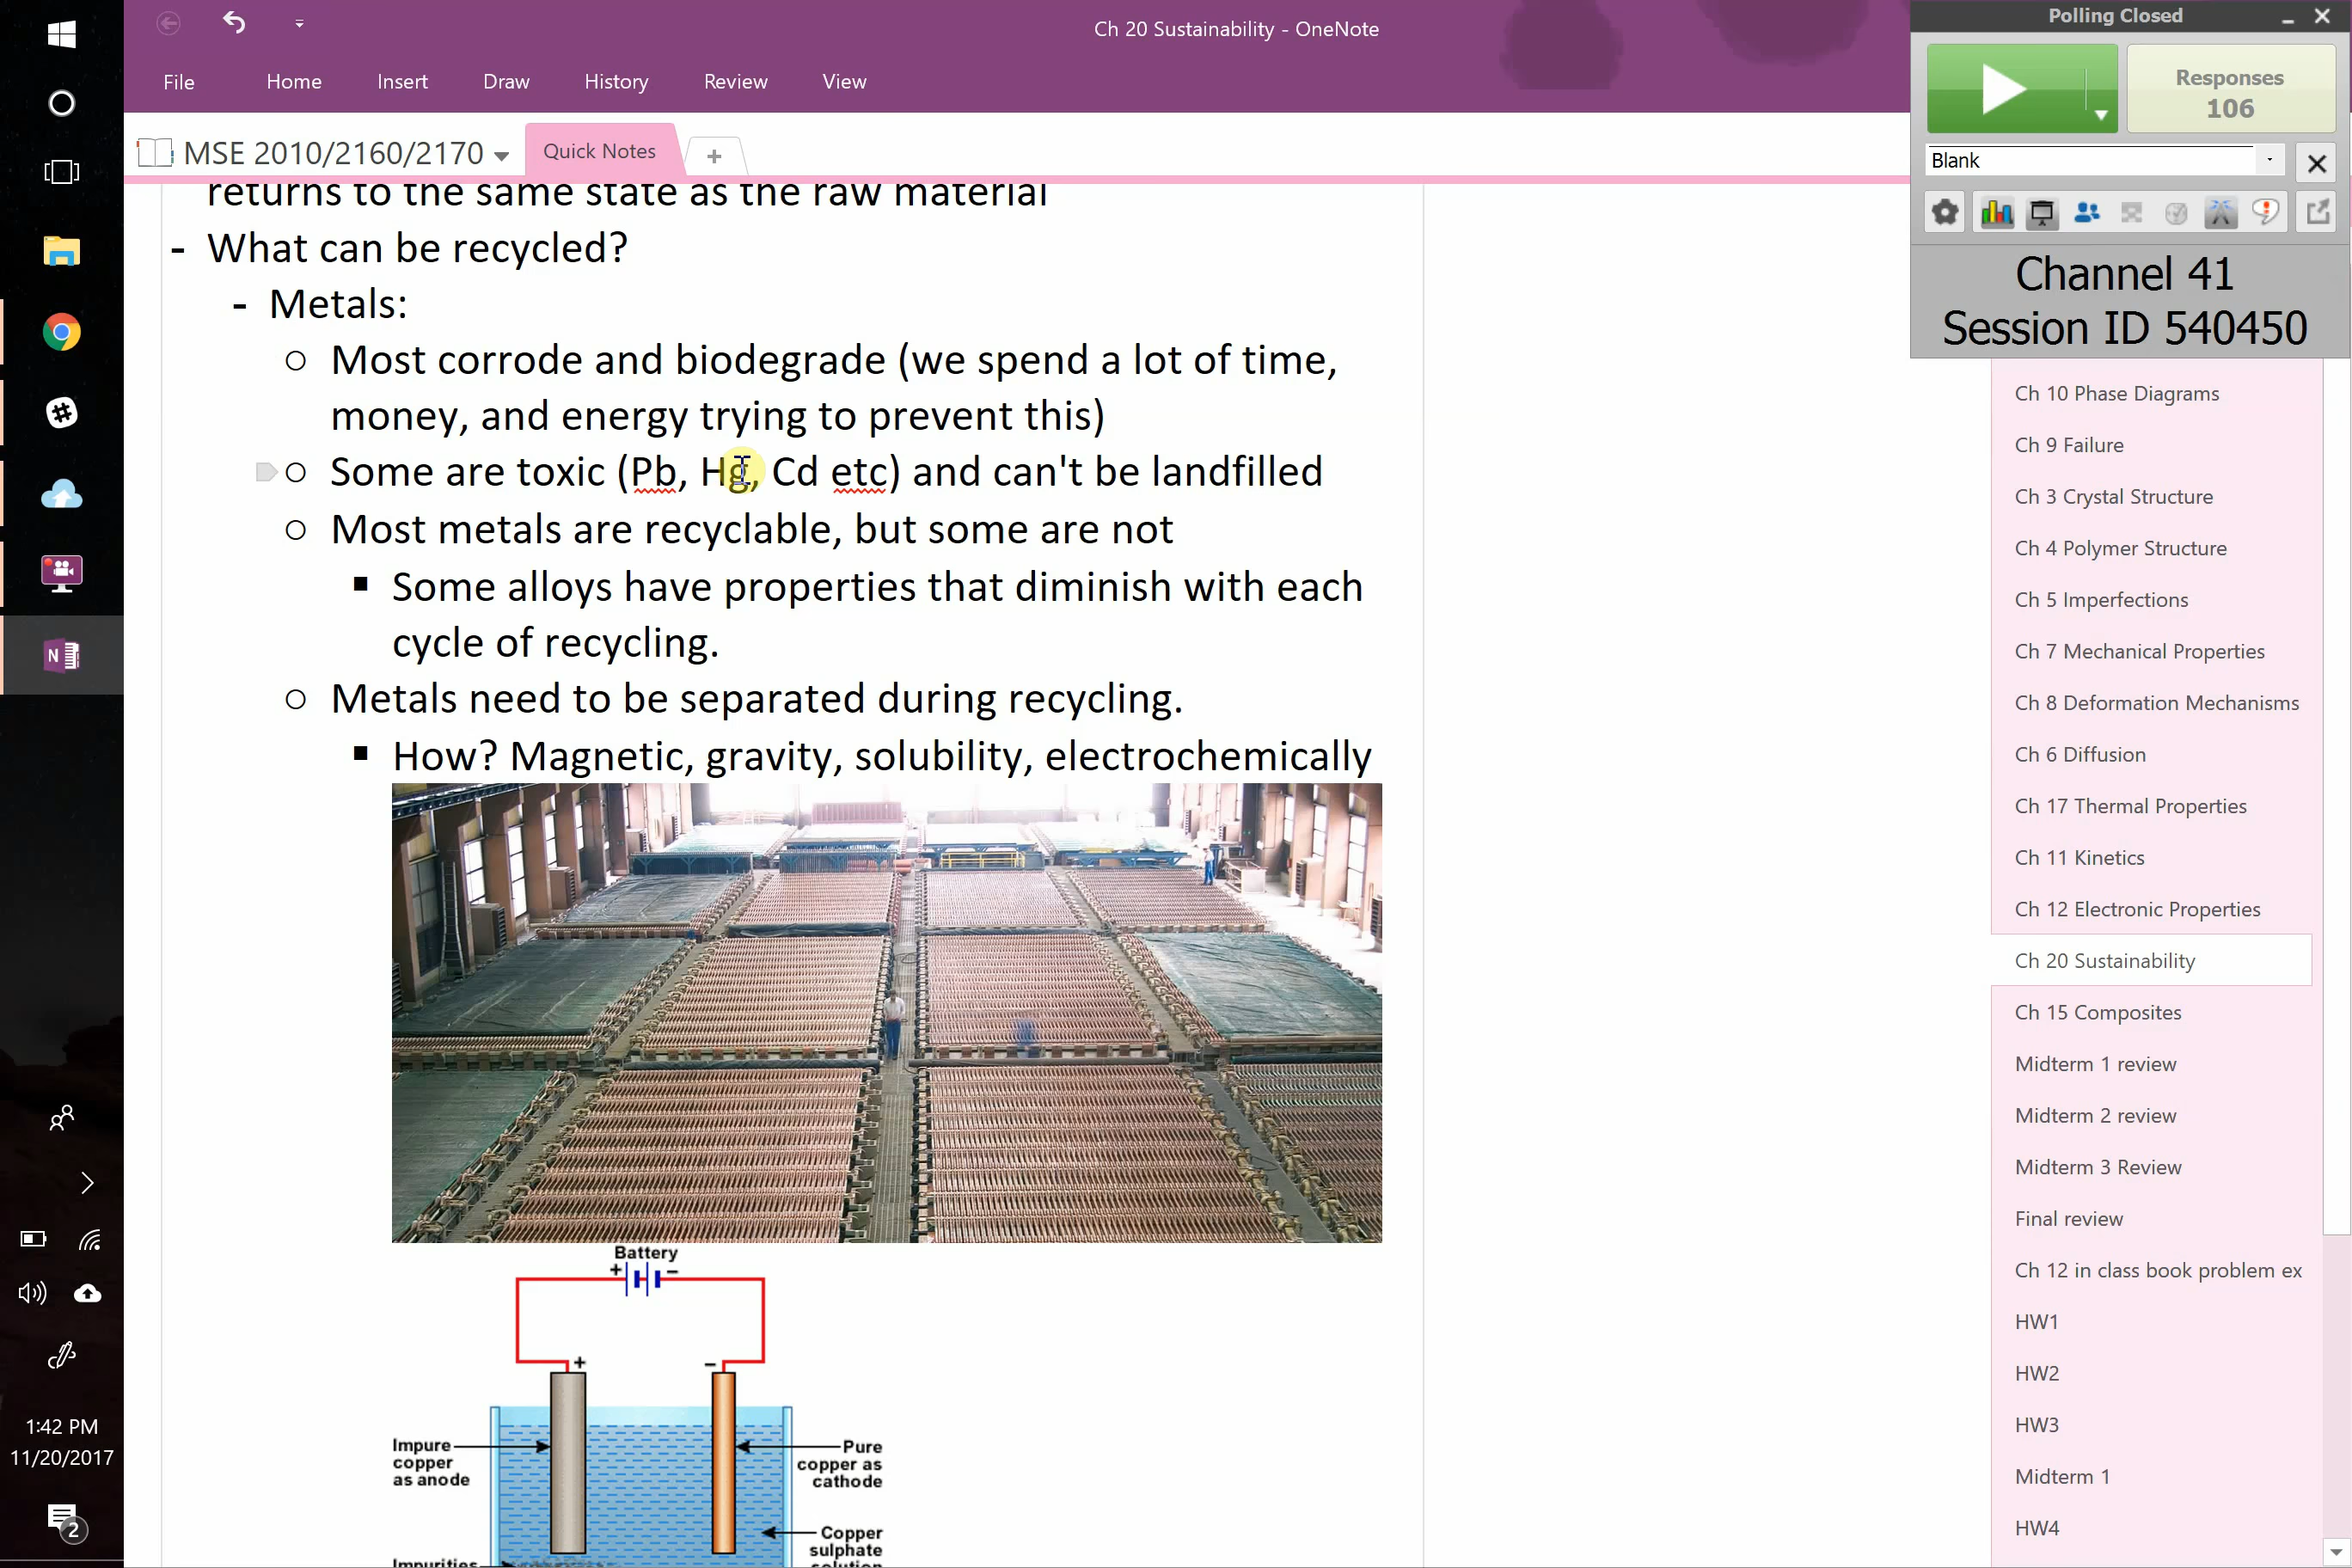 Ch 20 Sustainability - OneNote
File Home Insert Draw History Review View
MSE 2010/2160/2170
Quick Notes
returns to the same state as the raw material
- What can be recycled?
- Metals:
Most corrode and biodegrade (we spend a lot of time,
money, and energy trying to prevent this)
Some are toxic (Pb, Hg, Cd etc) and can't be landfilled
Most metals are recyclable, but some are not
Some alloys have properties that diminish with each
cycle of recycling.
Metals need to be separated during recycling.
How? Magnetic, gravity, solubility, electrochemically
Battery
+ −
+ −
Impure
copper
as anode
Pure
copper as
cathode
Copper
sulphate
solution
Impurities
Polling Closed
Responses
106
Blank
Channel 41
Session ID 540450
Ch 10 Phase Diagrams
Ch 9 Failure
Ch 3 Crystal Structure
Ch 4 Polymer Structure
Ch 5 Imperfections
Ch 7 Mechanical Properties
Ch 8 Deformation Mechanisms
Ch 6 Diffusion
Ch 17 Thermal Properties
Ch 11 Kinetics
Ch 12 Electronic Properties
Ch 20 Sustainability
Ch 15 Composites
Midterm 1 review
Midterm 2 review
Midterm 3 Review
Final review
Ch 12 in class book problem ex
HW1
HW2
HW3
Midterm 1
HW4
N
1:42 PM
11/20/2017
2